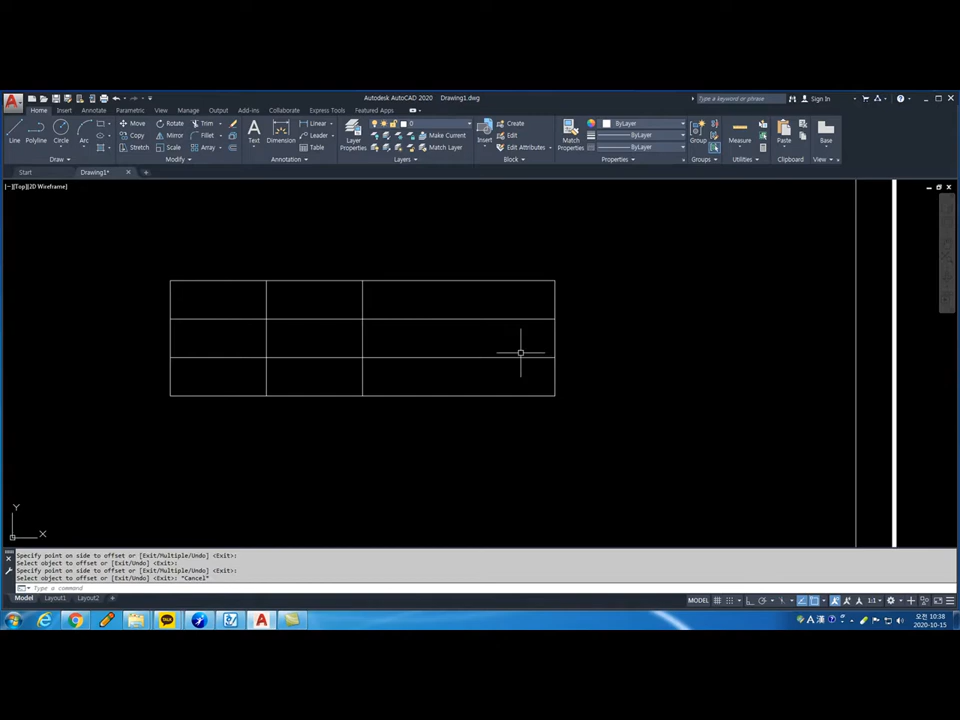 Autodesk AutoCAD 2020 Drawing1.dwg
Type a keyword or phrase
Sign In
Home Insert Annotate Parametric View Manage Output Add-ins Collaborate Express Tools Featured Apps
Line Polyline Circle Arc
Move Rotate Trim
Copy Mirror Fillet
Stretch Scale Array
Text Dimension
Linear
Leader
Table
Layer Properties
0
Make Current
Match Layer
Insert
Create
Edit
Edit Attributes
Match Properties
ByLayer
ByLayer
ByLayer
Group
Measure
Paste
Base
Draw Modify Annotation Layers Block Properties Groups Utilities Clipboard View
Start Drawing1*
[−][Top][2D Wireframe]
Y
X
Specify point on side to offset or [Exit/Multiple/Undo] <Exit>:
Select object to offset or [Exit/Undo] <Exit>:
Specify point on side to offset or [Exit/Multiple/Undo] <Exit>:
Select object to offset or [Exit/Undo] <Exit>: *Cancel*
Type a command
Model Layout1 Layout2
MODEL
1:1
TALK
A 漢
오전 10:38
2020-10-15